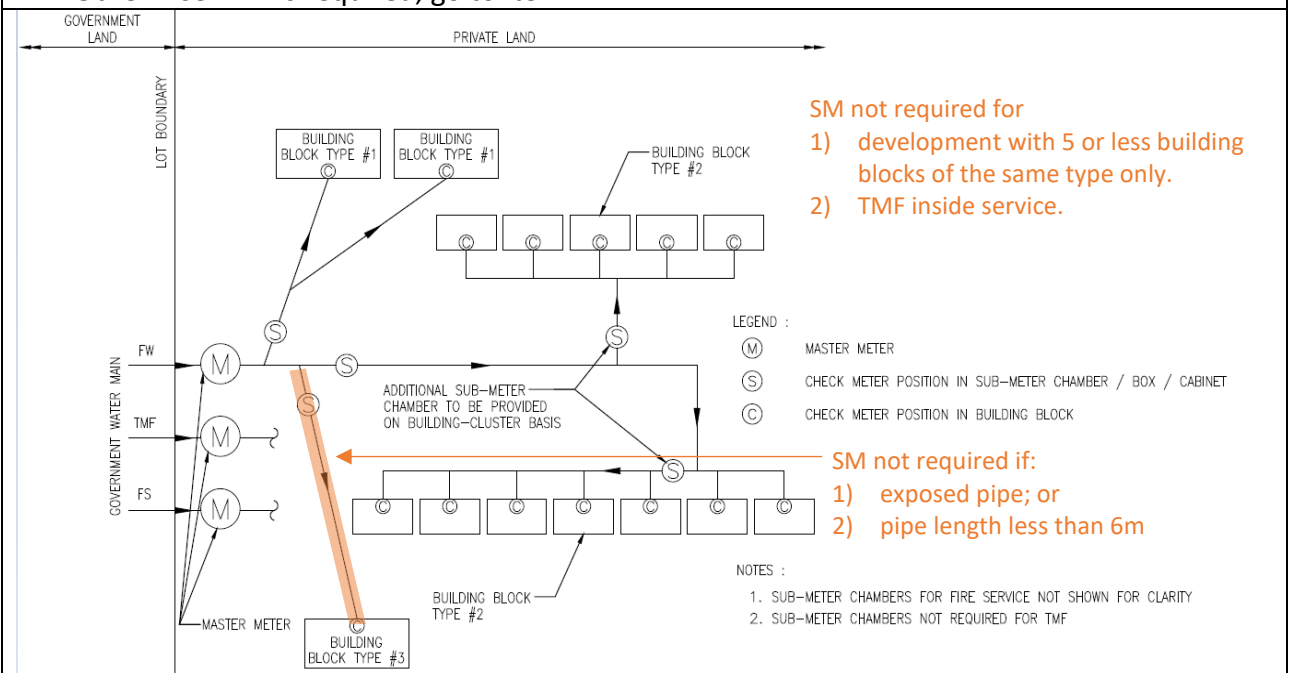 GOVERNMENT
LAND
PRIVATE LAND
LOT BOUNDARY
SM not required for
1) development with 5 or less building
blocks of the same type only.
2) TMF inside service.
BUILDING
BLOCK TYPE #1
C
BUILDING
BLOCK TYPE #1
C
BUILDING BLOCK
TYPE #2
C
C
C
C
C
S
S
S
FW
M
S
GOVERNMENT WATER MAIN
TMF
M
FS
M
ADDITIONAL SUB-METER
CHAMBER TO BE PROVIDED
ON BUILDING-CLUSTER BASIS
LEGEND :
M MASTER METER
S CHECK METER POSITION IN SUB-METER CHAMBER / BOX / CABINET
C CHECK METER POSITION IN BUILDING BLOCK
SM not required if:
1) exposed pipe; or
2) pipe length less than 6m
S
C
C
C
C
C
C
C
BUILDING BLOCK
TYPE #2
MASTER METER
C
BUILDING
BLOCK TYPE #3
NOTES :
1. SUB-METER CHAMBERS FOR FIRE SERVICE NOT SHOWN FOR CLARITY
2. SUB-METER CHAMBERS NOT REQUIRED FOR TMF